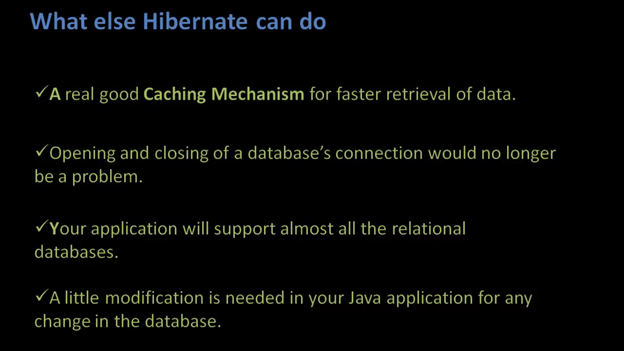 What else Hibernate can do
✓A real good Caching Mechanism for faster retrieval of data.
✓Opening and closing of a database’s connection would no longer
be a problem.
✓Your application will support almost all the relational
databases.
✓A little modification is needed in your Java application for any
change in the database.